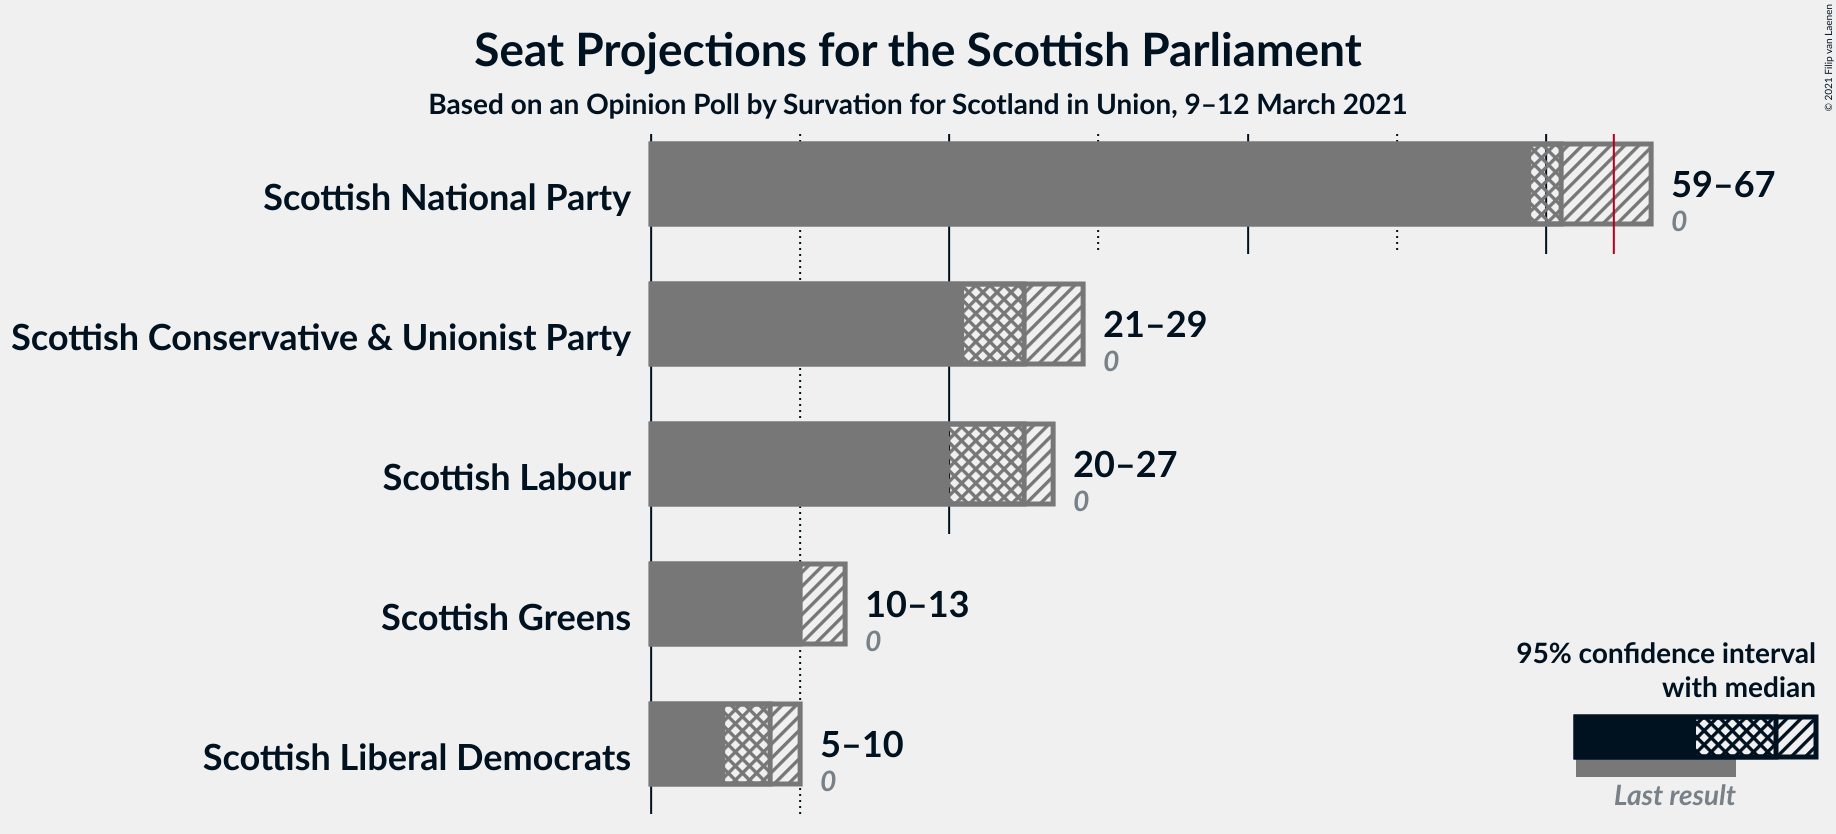 Seat Projections for the Scottish Parliament
Based on an Opinion Poll by Survation for Scotland in Union, 9–12 March 2021
© 2021 Filip van Laenen
Scottish National Party
59–67
0
Scottish Conservative & Unionist Party
21–29
0
Scottish Labour
20–27
0
Scottish Greens
10–13
0
Scottish Liberal Democrats
5–10
0
95% confidence interval
with median
Last result